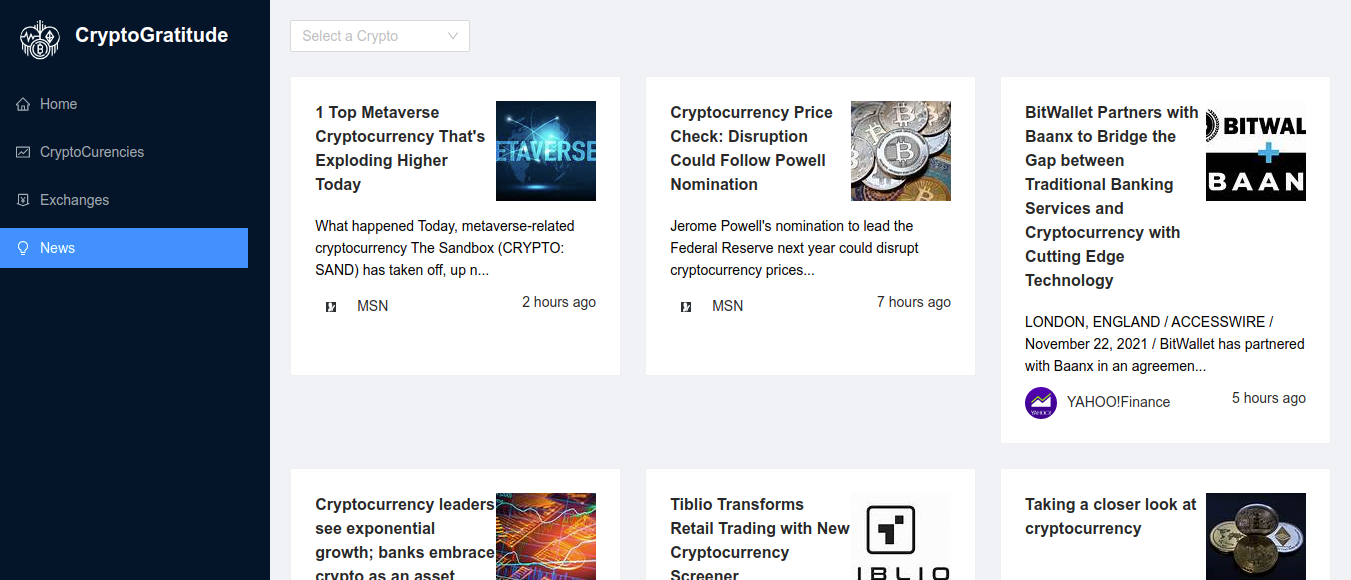 CryptoGratitude
Home
CryptoCurencies
Exchanges
News
Select a Crypto
1 Top Metaverse
Cryptocurrency That's
Exploding Higher
Today
ETAVERSE
What happened Today, metaverse-related
cryptocurrency The Sandbox (CRYPTO:
SAND) has taken off, up n...
MSN
2 hours ago
Cryptocurrency Price
Check: Disruption
Could Follow Powell
Nomination
Jerome Powell's nomination to lead the
Federal Reserve next year could disrupt
cryptocurrency prices...
MSN
7 hours ago
BitWallet Partners with
Baanx to Bridge the
Gap between
Traditional Banking
Services and
Cryptocurrency with
Cutting Edge
Technology
BITWAL
+
BAAN
LONDON, ENGLAND / ACCESSWIRE /
November 22, 2021 / BitWallet has partnered
with Baanx in an agreemen...
YAHOO!
YAHOO!Finance
5 hours ago
Cryptocurrency leaders
see exponential
growth; banks embrace
crypto as an asset
Tiblio Transforms
Retail Trading with New
Cryptocurrency
Screener
IBLIO
Taking a closer look at
cryptocurrency